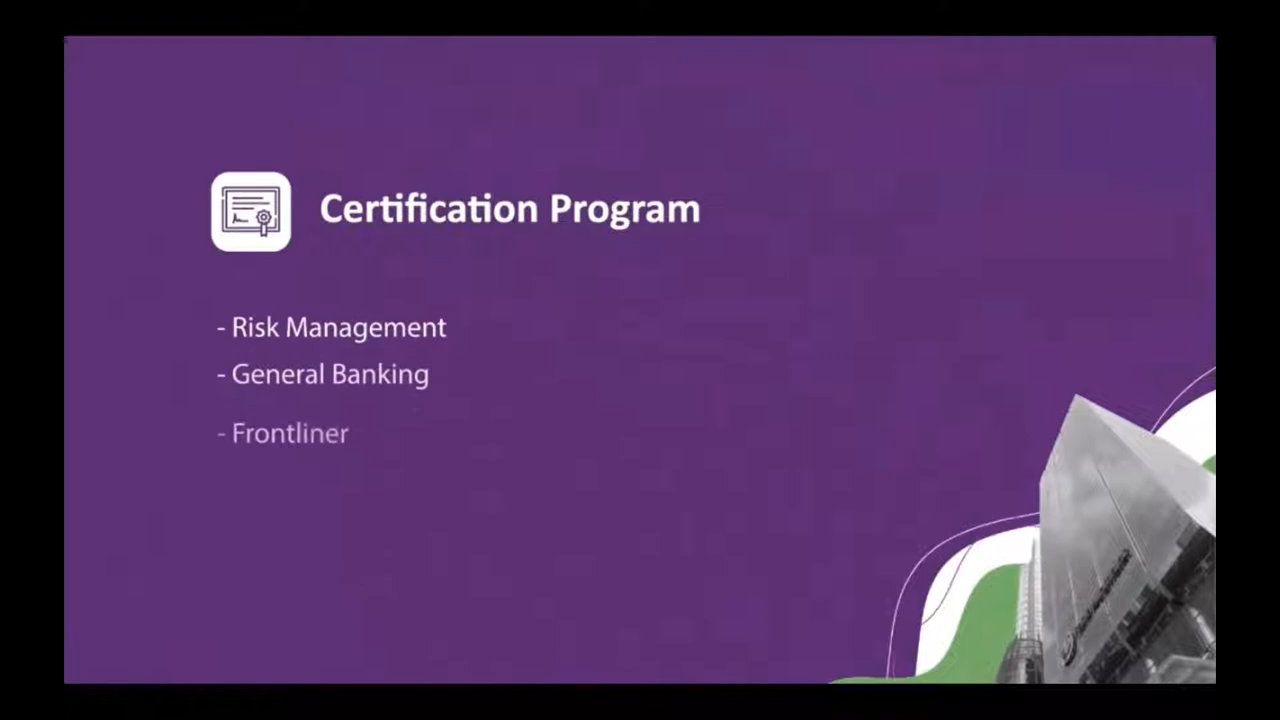 Certification Program
- Risk Management
- General Banking
- Frontliner